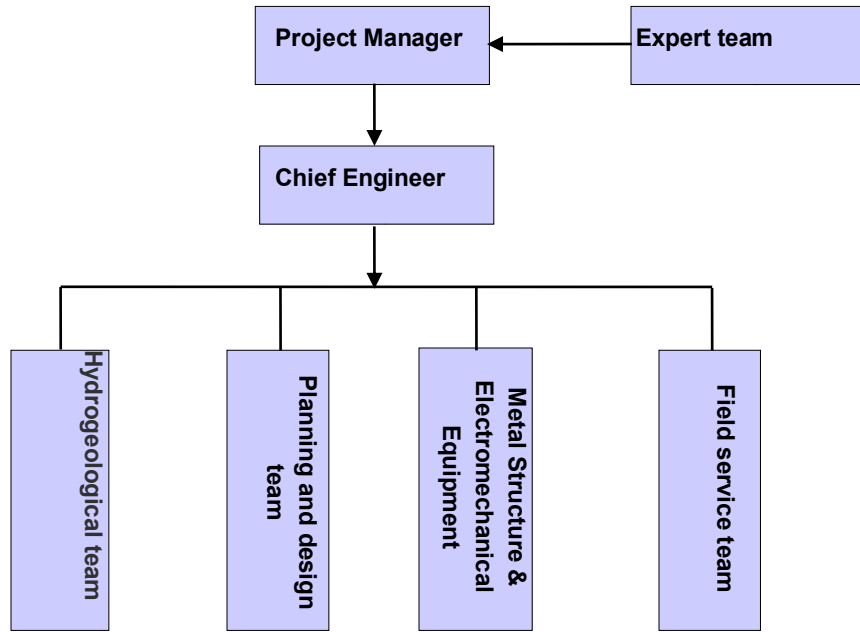 Project Manager
Expert team
Chief Engineer
Hydrogeological team
Planning and design
team
Metal Structure &
Electromechanical
Equipment
Field service team